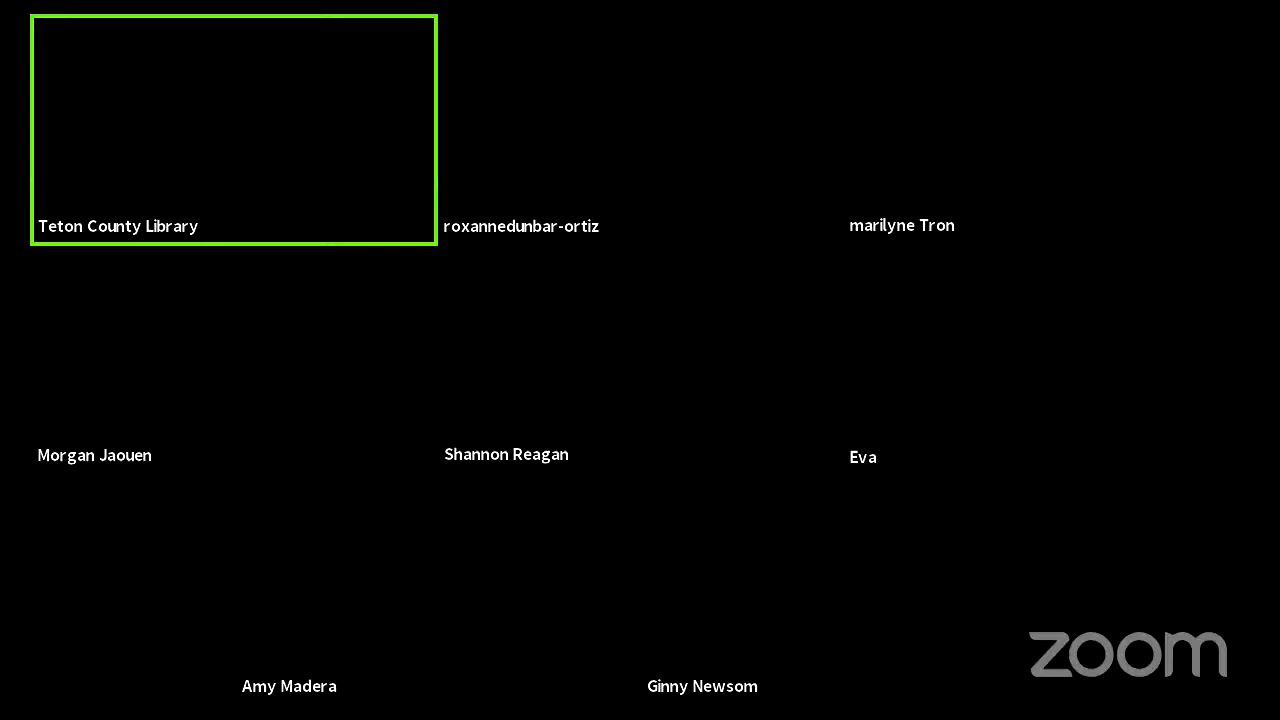 Teton County Library
roxannedunbar-ortiz
marilyne Tron
Morgan Jaouen
Shannon Reagan
Eva
Amy Madera
Ginny Newsom
zoom